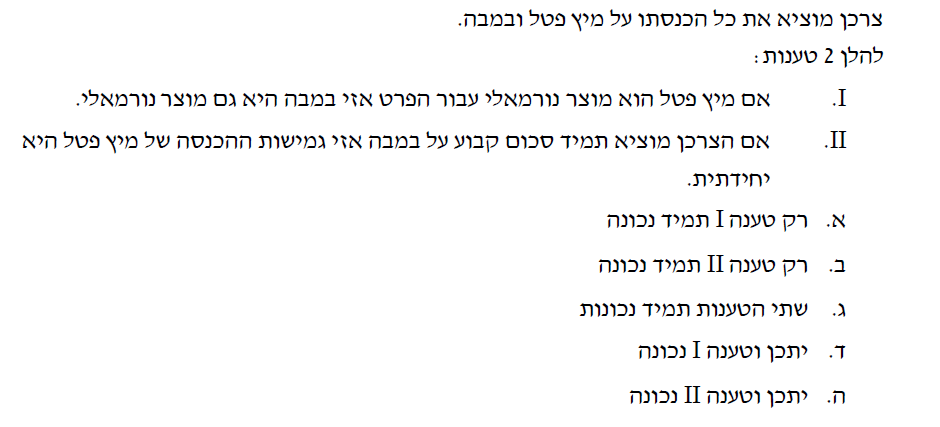 צרכן מוציא את כל הכנסתו על מיץ פטל ובמבה.
להלן 2 טענות:
I. אם מיץ פטל הוא מוצר נורמאלי עבור הפרט אזי במבה היא גם מוצר נורמאלי.
II. אם הצרכן מוציא תמיד סכום קבוע על במבה אזי גמישות ההכנסה של מיץ פטל היא
יחידתית.
א. רק טענה I תמיד נכונה
ב. רק טענה II תמיד נכונה
ג. שתי הטענות תמיד נכונות
ד. יתכן וטענה I נכונה
ה. יתכן וטענה II נכונה